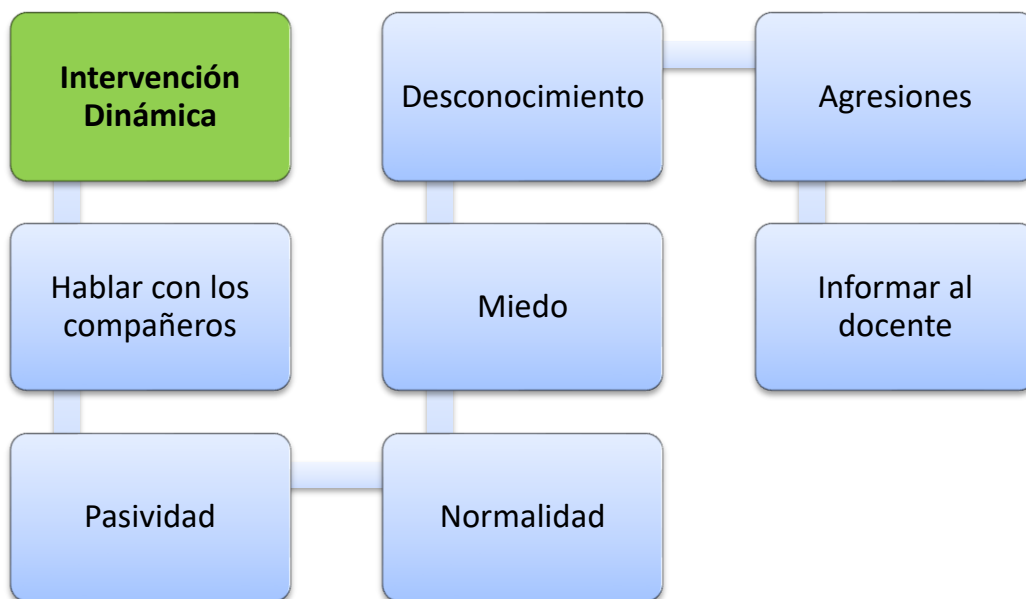 Intervención
Dinámica
Hablar con los
compañeros
Pasividad
Normalidad
Miedo
Desconocimiento
Agresiones
Informar al
docente